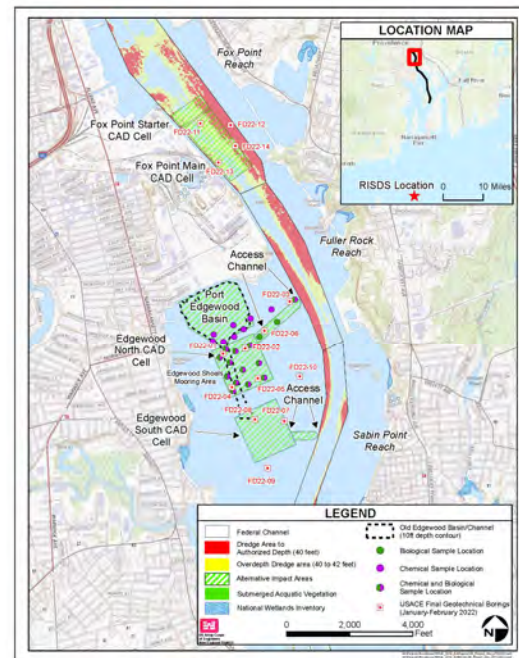 LOCATION MAP
Providence
Fall River
RISDS Location
0 10 Miles
Fox Point
Reach
Fox Point Starter
CAD Cell
FD22-11
FD22-12
FD22-14
Fox Point Main
CAD Cell
FD22-13
Fuller Rock
Reach
Access
Channel
Port
Edgewood
Basin
FD22-03
FD22-06
Edgewood
North CAD
Cell
FD22-01
FD22-02
Edgewood Shoals
Mooring Area
FD22-10
FD22-05
Access
Channel
FD22-04
FD22-08
FD22-07
Edgewood
South CAD
Cell
Sabin Point
Reach
FD22-09
LEGEND
Federal Channel
Dredge Area to
Authorized Depth (40 feet)
Overdepth Dredge area (40 to 42 feet)
Alternative Impact Areas
Submerged Acquatic Vegetation
National Wetlands Inventory
Old Edgewood Basin/Channel
(10ft depth contour)
Biological Sample Location
Chemical Sample Location
Chemical and Biological
Sample Location
USACE Final Geotechnical Borings
(January-February 2022)
0 2,000 4,000
Feet
N